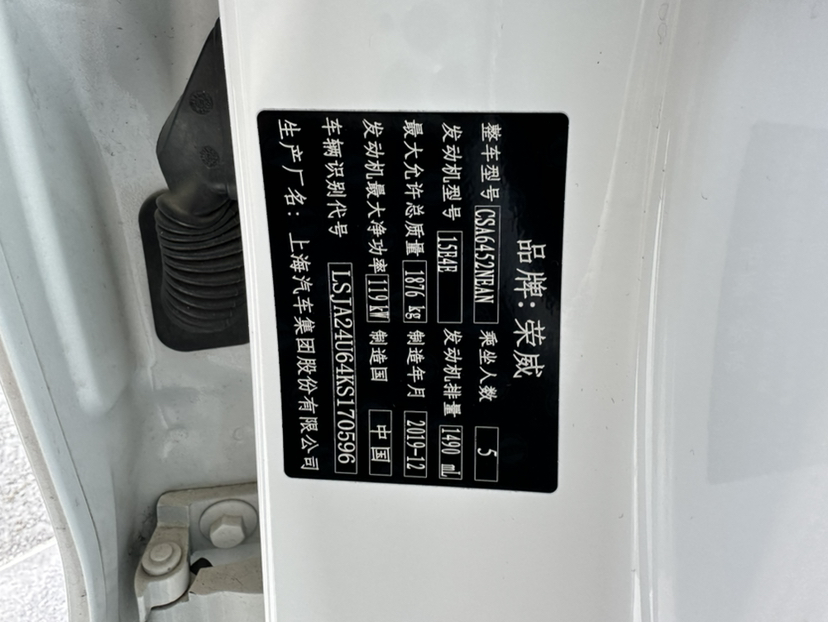 品牌: 荣威
整车型号 CSA6452NEAN 乘坐人数 5
发动机型号 15E4E 发动机排量 1490 mL
最大允许总质量 1876 kg 制造年月 2019-12
发动机最大净功率 119 kW 制造国 中国
车辆识别代号 LSJA24U64KS170596
生产厂名: 上海汽车集团股份有限公司